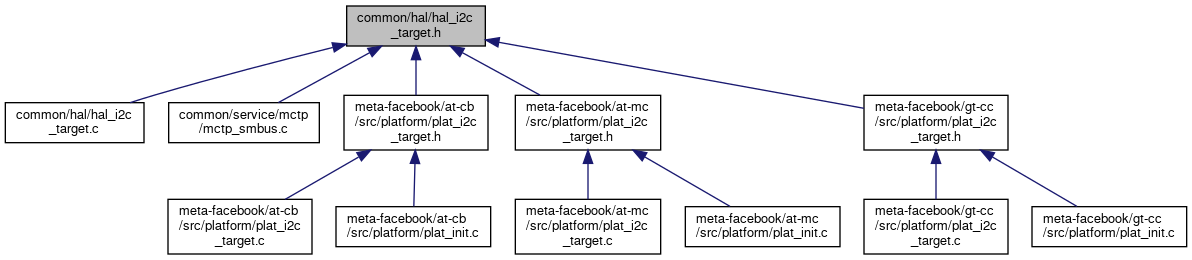 common/hal/hal_i2c
_target.h
common/hal/hal_i2c
_target.c
common/service/mctp
/mctp_smbus.c
meta-facebook/at-cb
/src/platform/plat_i2c
_target.h
meta-facebook/at-mc
/src/platform/plat_i2c
_target.h
meta-facebook/gt-cc
/src/platform/plat_i2c
_target.h
meta-facebook/at-cb
/src/platform/plat_i2c
_target.c
meta-facebook/at-cb
/src/platform/plat_init.c
meta-facebook/at-mc
/src/platform/plat_i2c
_target.c
meta-facebook/at-mc
/src/platform/plat_init.c
meta-facebook/gt-cc
/src/platform/plat_i2c
_target.c
meta-facebook/gt-cc
/src/platform/plat_init.c